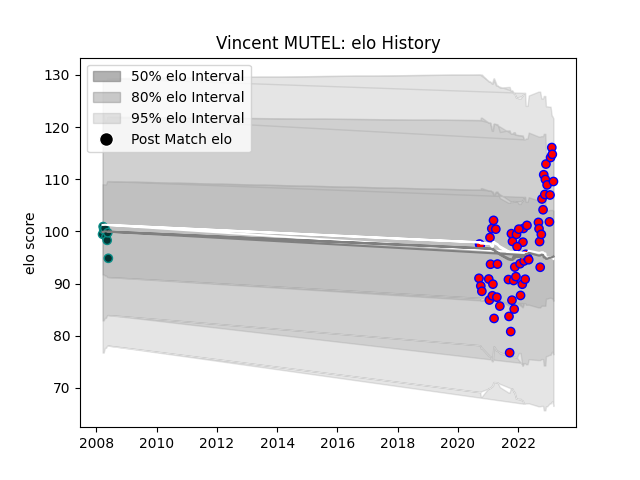 Vincent MUTEL: elo History
50% elo Interval
80% elo Interval
95% elo Interval
Post Match elo
elo score
130
120
110
100
90
80
70
2008
2010
2012
2014
2016
2018
2020
2022